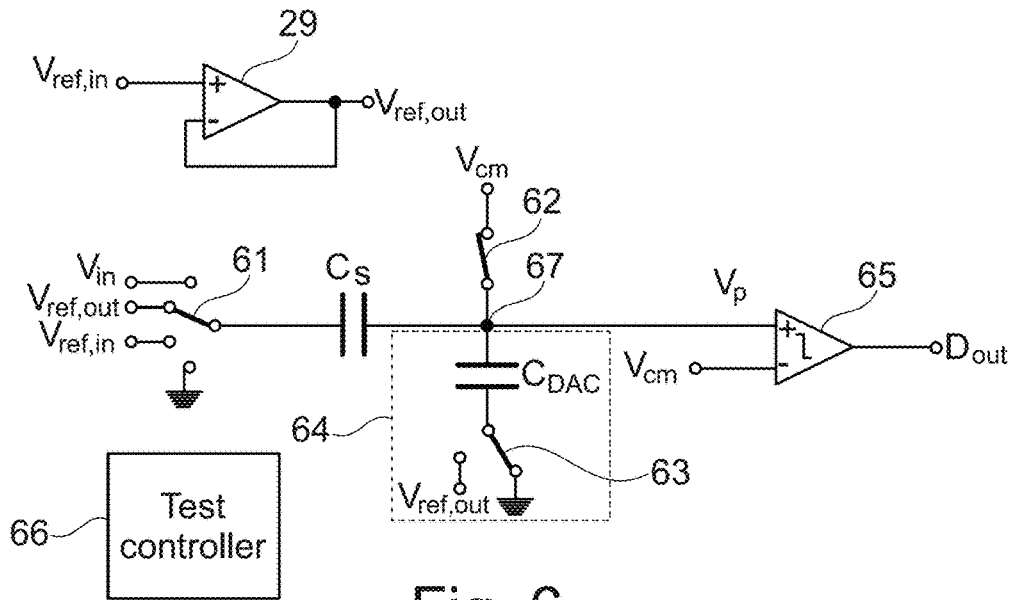 29
Vref,in
+
-
Vref,out
Vcm
62
67
Vin
61
Cs
Vref,out
Vref,in
Vp
65
+
-
Vcm
Dout
CDAC
64
63
Vref,out
66
Test
controller